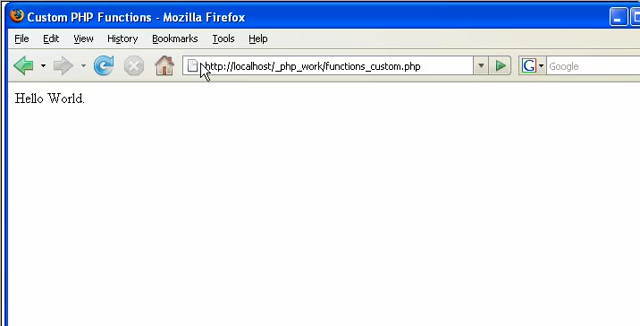 Custom PHP Functions - Mozilla Firefox
File Edit View History Bookmarks Tools Help
http://localhost/_php_work/functions_custom.php G Google
Hello World.